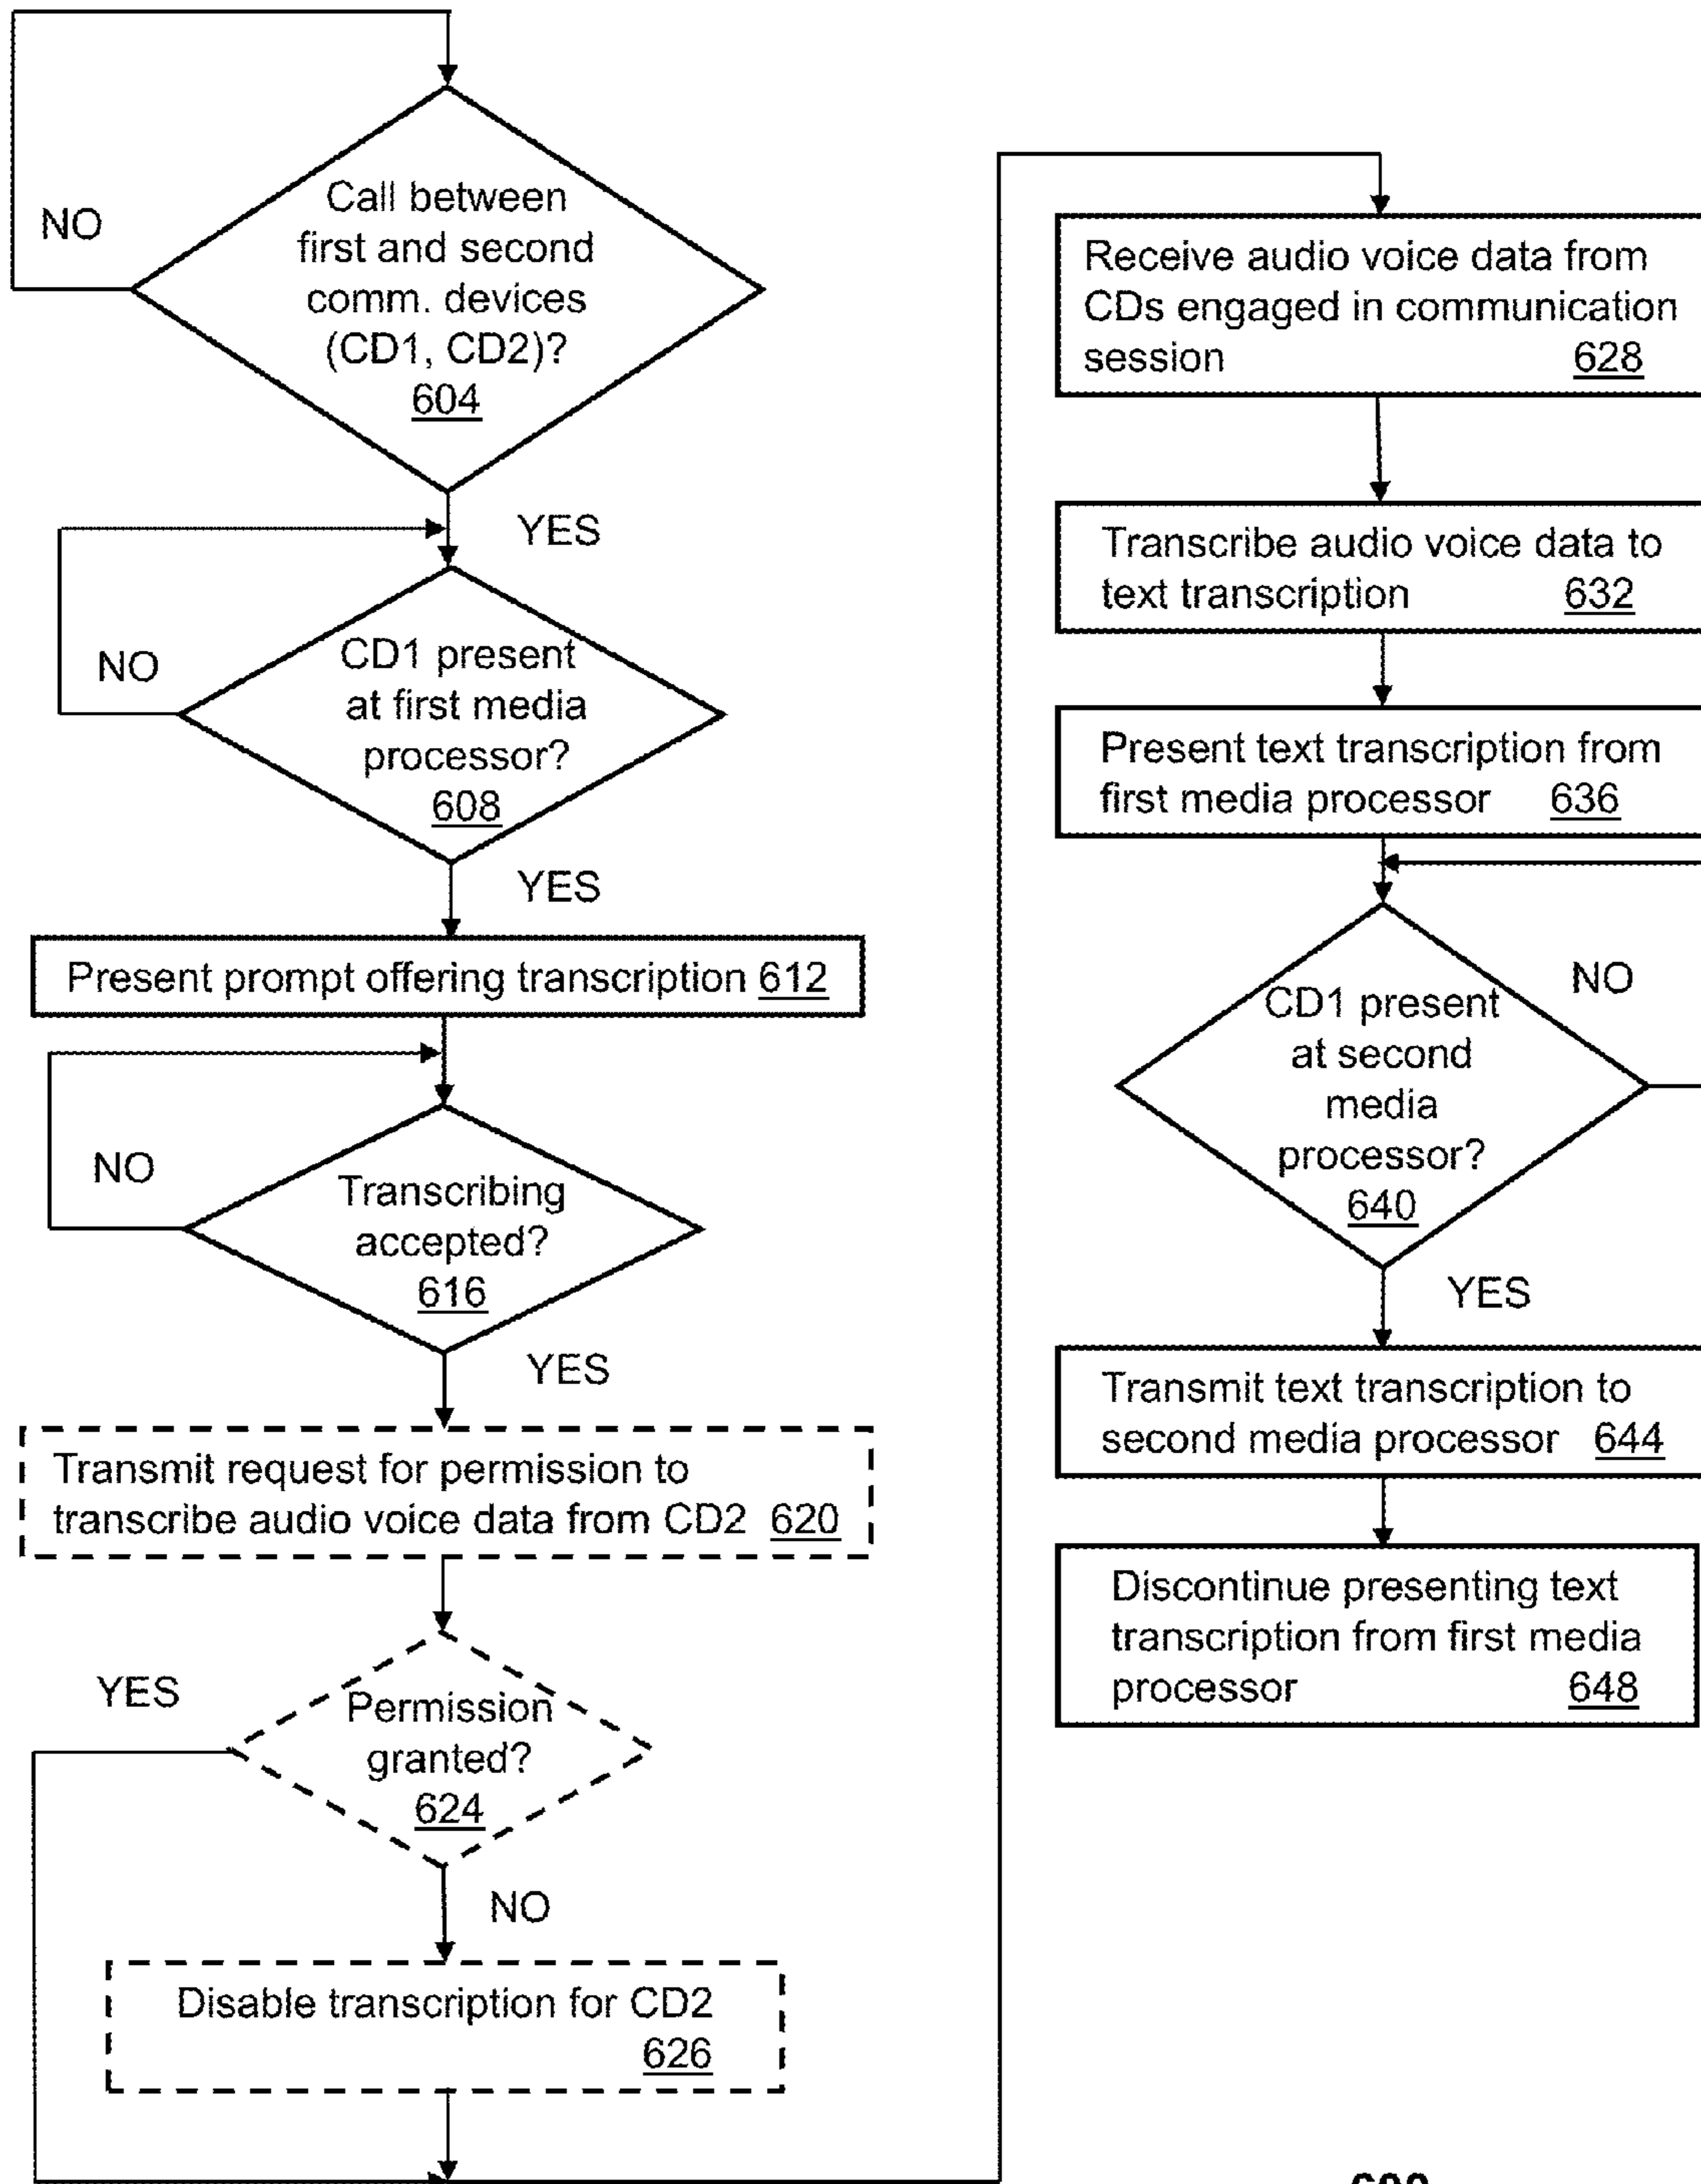 Call between
first and second
comm. devices
(CD1, CD2)?
604
NO
YES
CD1 present
at first media
processor?
608
NO
YES
Present prompt offering transcription 612
Transcribing
accepted?
616
NO
YES
Transmit request for permission to
transcribe audio voice data from CD2 620
Permission
granted?
624
YES
NO
Disable transcription for CD2
626
Receive audio voice data from
CDs engaged in communication
session 628
Transcribe audio voice data to
text transcription 632
Present text transcription from
first media processor 636
CD1 present
at second
media
processor?
640
NO
YES
Transmit text transcription to
second media processor 644
Discontinue presenting text
transcription from first media
processor 648